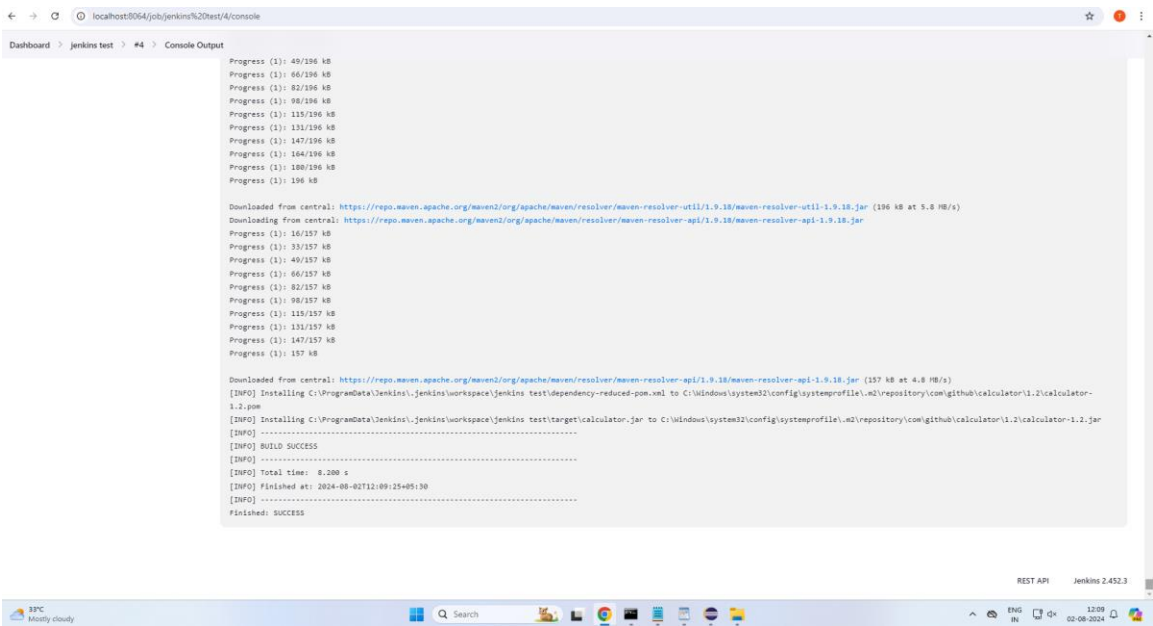 localhost:8064/job/jenkins%20test/4/console
Dashboard > jenkins test > #4 > Console Output
Progress (1): 49/196 kB
Progress (1): 66/196 kB
Progress (1): 82/196 kB
Progress (1): 98/196 kB
Progress (1): 115/196 kB
Progress (1): 131/196 kB
Progress (1): 147/196 kB
Progress (1): 164/196 kB
Progress (1): 180/196 kB
Progress (1): 196 kB
Downloaded from central: https://repo.maven.apache.org/maven2/org/apache/maven/resolver/maven-resolver-util/1.9.18/maven-resolver-util-1.9.18.jar (196 kB at 5.8 MB/s)
Downloading from central: https://repo.maven.apache.org/maven2/org/apache/maven/resolver/maven-resolver-api/1.9.18/maven-resolver-api-1.9.18.jar
Progress (1): 16/157 kB
Progress (1): 33/157 kB
Progress (1): 49/157 kB
Progress (1): 66/157 kB
Progress (1): 82/157 kB
Progress (1): 98/157 kB
Progress (1): 115/157 kB
Progress (1): 131/157 kB
Progress (1): 147/157 kB
Progress (1): 157 kB
Downloaded from central: https://repo.maven.apache.org/maven2/org/apache/maven/resolver/maven-resolver-api/1.9.18/maven-resolver-api-1.9.18.jar (157 kB at 4.8 MB/s)
[INFO] Installing C:\ProgramData\Jenkins\.jenkins\workspace\jenkins test\dependency-reduced-pom.xml to C:\Windows\system32\config\systemprofile\.m2\repository\com\github\calculator\1.2\calculator-
1.2.pom
[INFO] Installing C:\ProgramData\Jenkins\.jenkins\workspace\jenkins test\target\calculator.jar to C:\Windows\system32\config\systemprofile\.m2\repository\com\github\calculator\1.2\calculator-1.2.jar
[INFO] ------------------------------------------------------------------------
[INFO] BUILD SUCCESS
[INFO] ------------------------------------------------------------------------
[INFO] Total time:  8.200 s
[INFO] Finished at: 2024-08-02T12:09:25+05:30
[INFO] ------------------------------------------------------------------------
Finished: SUCCESS
REST API Jenkins 2.452.3
33°C
Mostly cloudy
Search
ENG
IN
12:09
02-08-2024